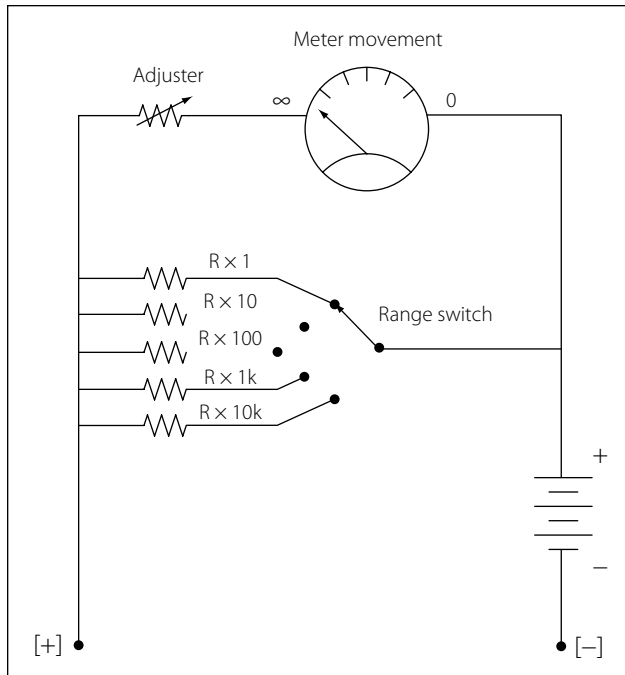 Meter movement
Adjuster
∞
0
R × 1
R × 10
Range switch
R × 100
R × 1k
R × 10k
+
−
[+]
[−]